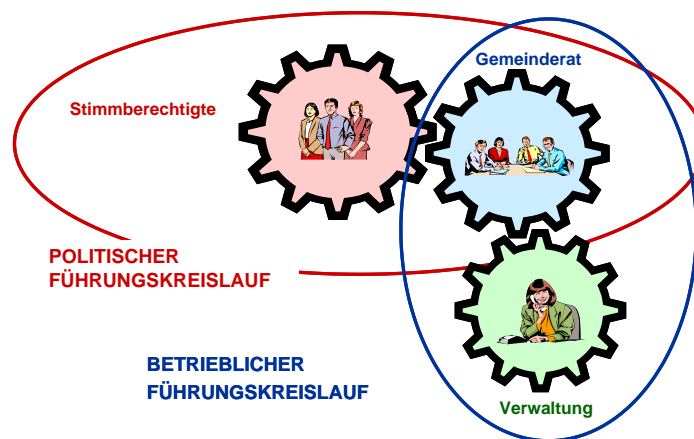 Gemeinderat
Stimmberechtigte
POLITISCHER
FÜHRUNGSKREISLAUF
BETRIEBLICHER
FÜHRUNGSKREISLAUF
Verwaltung